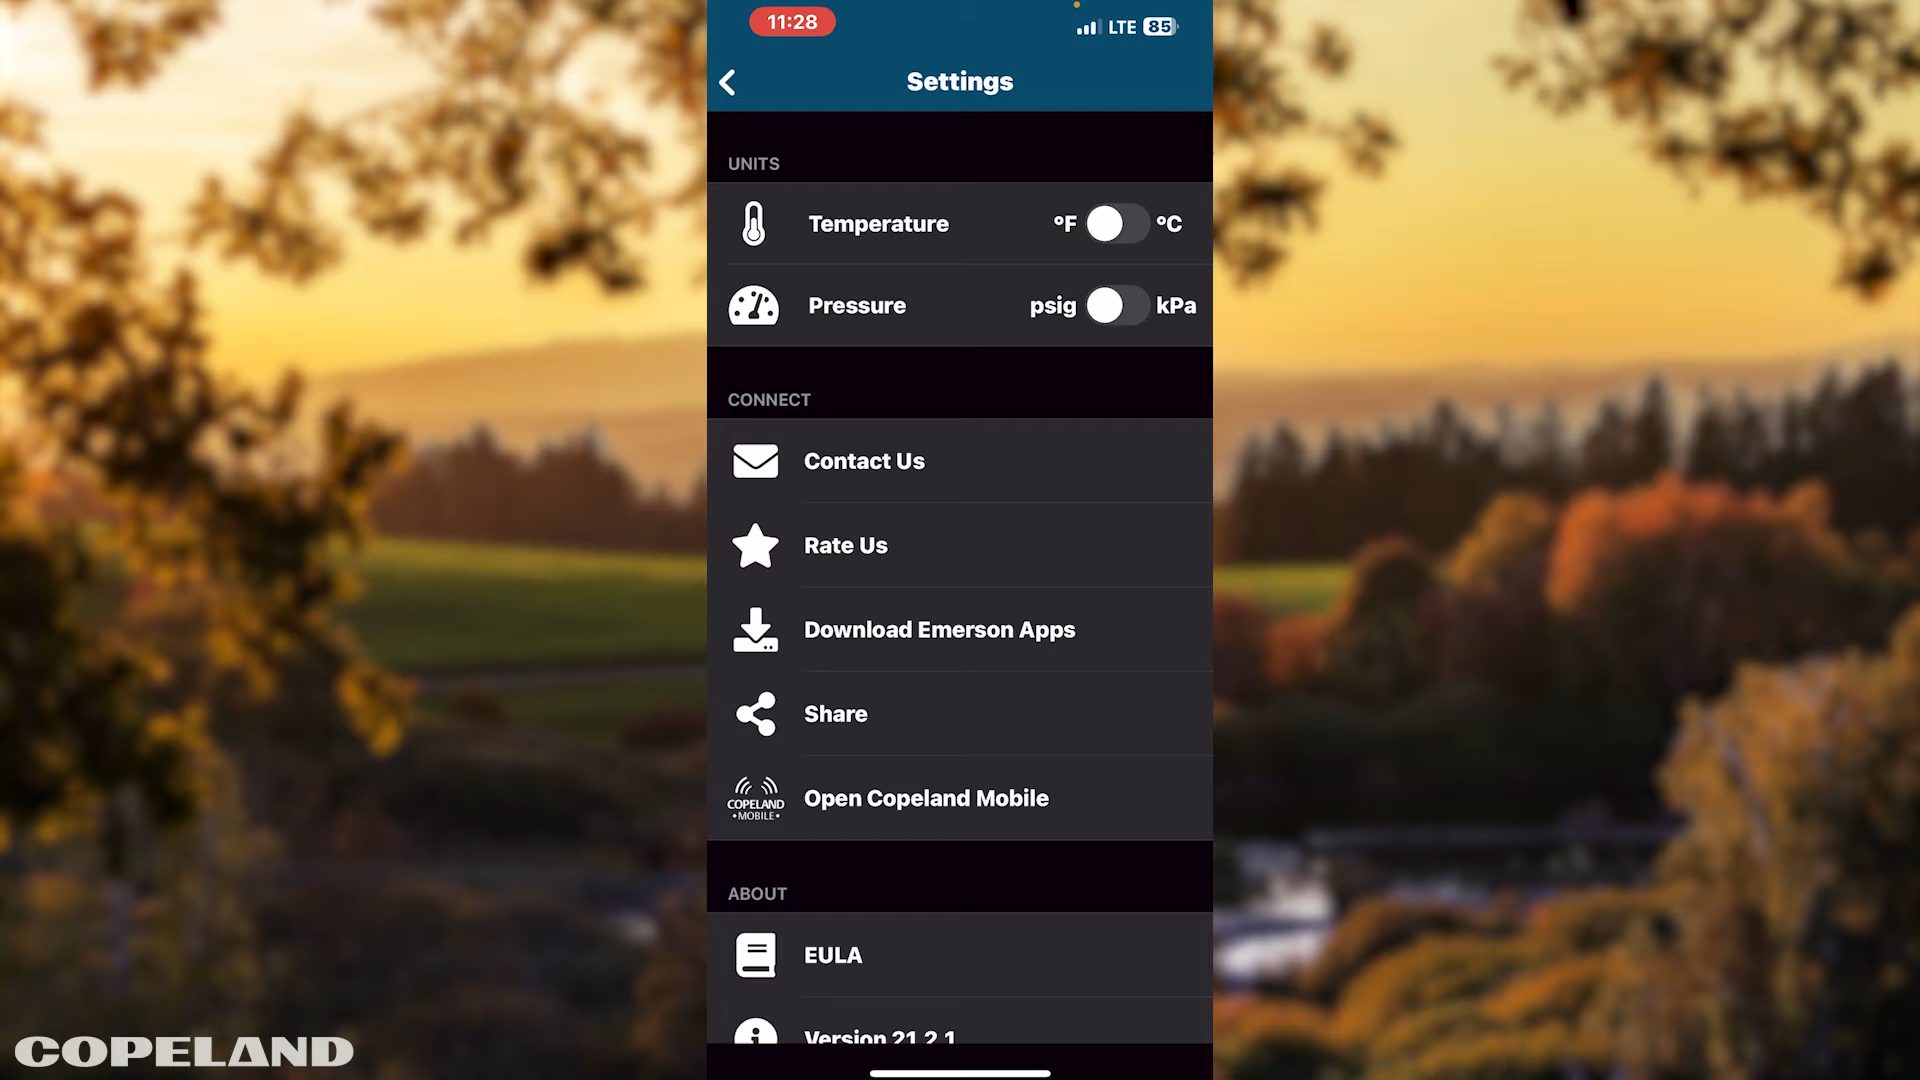 11:28
LTE 85
Settings
UNITS
Temperature °F °C
Pressure psig kPa
CONNECT
Contact Us
Rate Us
Download Emerson Apps
Share
COPELAND
•MOBILE•
Open Copeland Mobile
ABOUT
EULA
Version 21.2.1
COPELAND